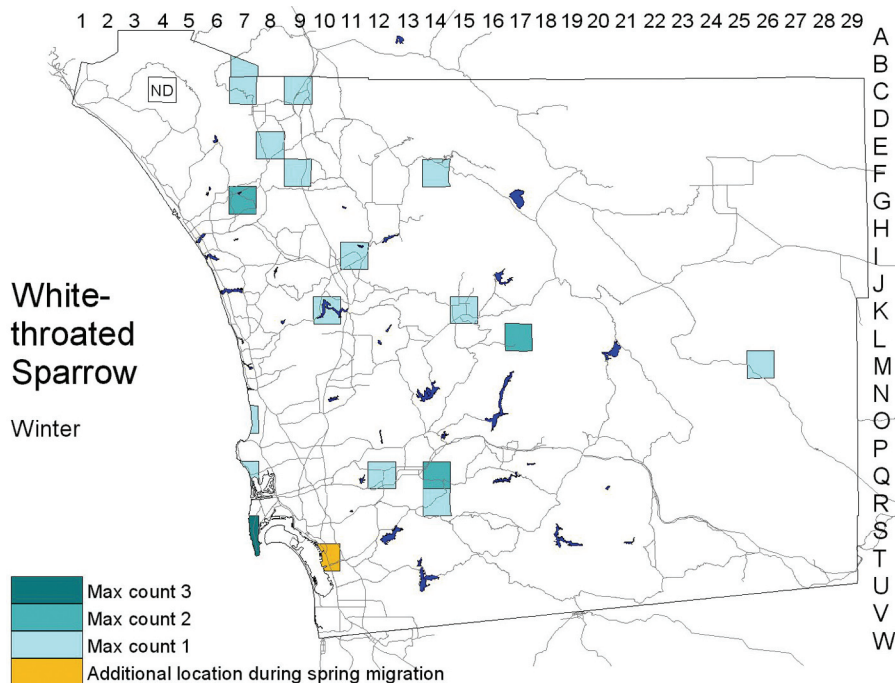 1 2 3 4 5 6 7 8 9 10 11 12 13 14 15 16 17 18 19 20 21 22 23 24 25 26 27 28 29
A
B
C
D
E
F
G
H
I
J
K
L
M
N
O
P
Q
R
S
T
U
V
W
ND
White-
throated
Sparrow
Winter
Max count 3
Max count 2
Max count 1
Additional location during spring migration